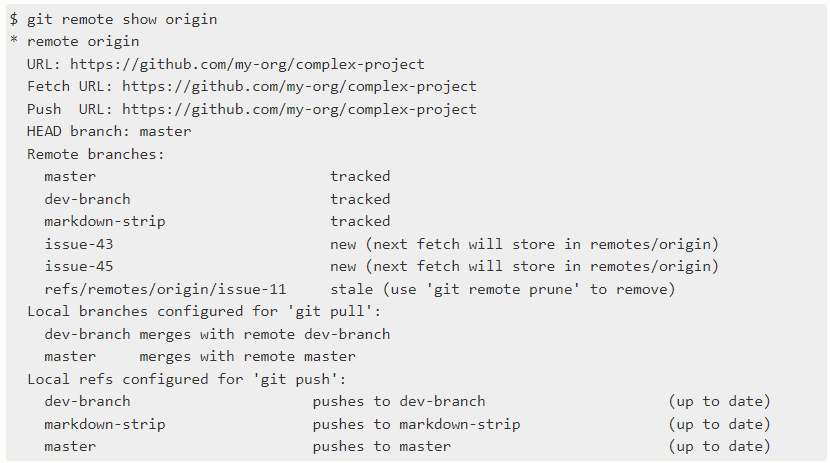 $ git remote show origin
* remote origin
  URL: https://github.com/my-org/complex-project
  Fetch URL: https://github.com/my-org/complex-project
  Push  URL: https://github.com/my-org/complex-project
  HEAD branch: master
  Remote branches:
    master                           tracked
    dev-branch                       tracked
    markdown-strip                   tracked
    issue-43                         new (next fetch will store in remotes/origin)
    issue-45                         new (next fetch will store in remotes/origin)
    refs/remotes/origin/issue-11     stale (use 'git remote prune' to remove)
  Local branches configured for 'git pull':
    dev-branch merges with remote dev-branch
    master     merges with remote master
  Local refs configured for 'git push':
    dev-branch                     pushes to dev-branch                     (up to date)
    markdown-strip                 pushes to markdown-strip                 (up to date)
    master                         pushes to master                         (up to date)